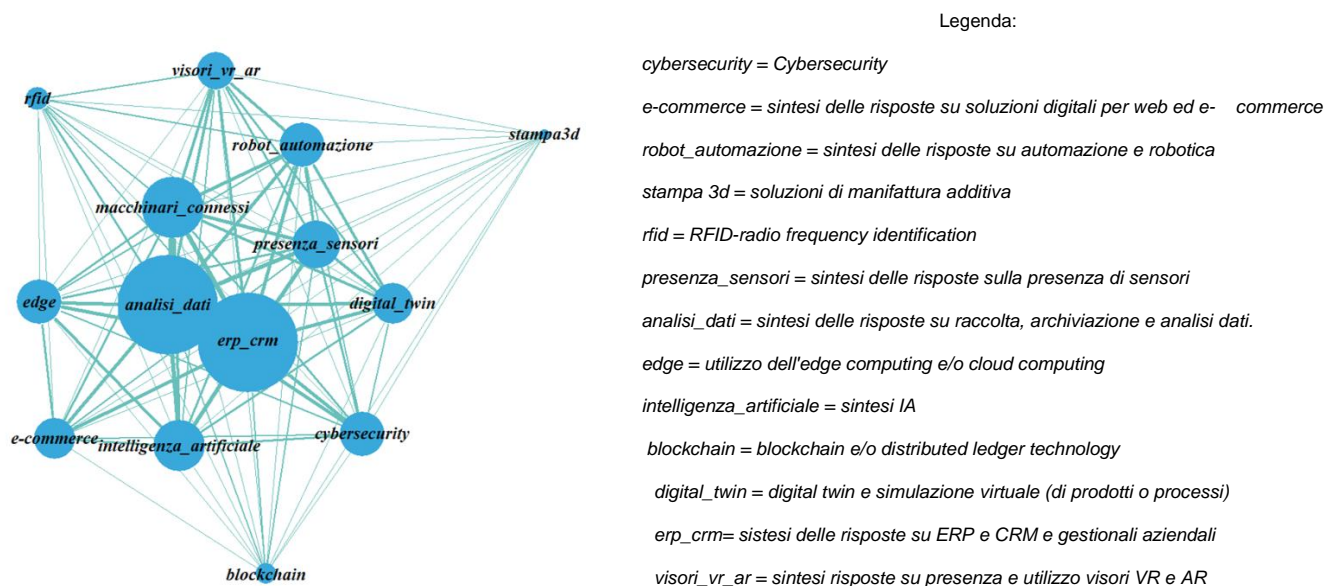 visori_vr_ar
rfid
stampa3d
robot_automazione
macchinari_connessi
presenza_sensori
edge
analisi_dati
digital_twin
erp_crm
e-commerce
intelligenza_artificiale
cybersecurity
blockchain
Legenda:
cybersecurity = Cybersecurity
e-commerce = sintesi delle risposte su soluzioni digitali per web ed e- commerce
robot_automazione = sintesi delle risposte su automazione e robotica
stampa 3d = soluzioni di manifattura additiva
rfid = RFID-radio frequency identification
presenza_sensori = sintesi delle risposte sulla presenza di sensori
analisi_dati = sintesi delle risposte su raccolta, archiviazione e analisi dati.
edge = utilizzo dell'edge computing e/o cloud computing
intelligenza_artificiale = sintesi IA
blockchain = blockchain e/o distributed ledger technology
digital_twin = digital twin e simulazione virtuale (di prodotti o processi)
erp_crm= sistesi delle risposte su ERP e CRM e gestionali aziendali
visori_vr_ar = sintesi risposte su presenza e utilizzo visori VR e AR